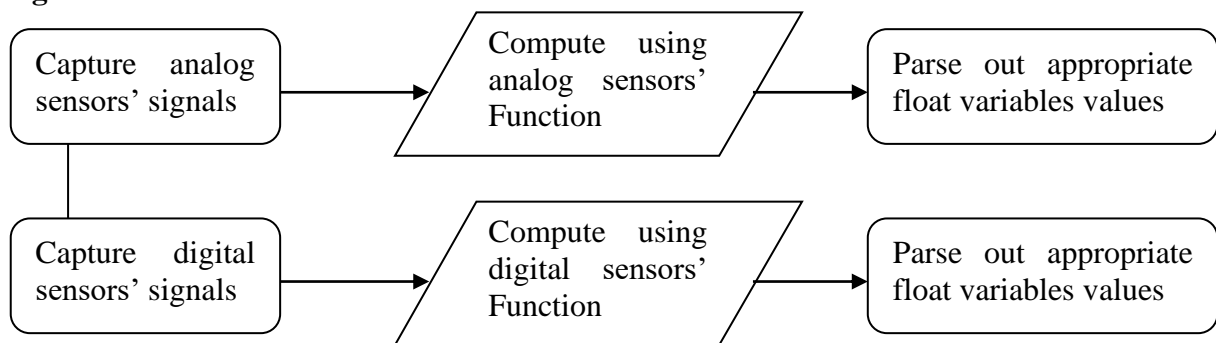 Capture analog
sensors’ signals
Compute using
analog sensors’
Function
Parse out appropriate
float variables values
Capture digital
sensors’ signals
Compute using
digital sensors’
Function
Parse out appropriate
float variables values